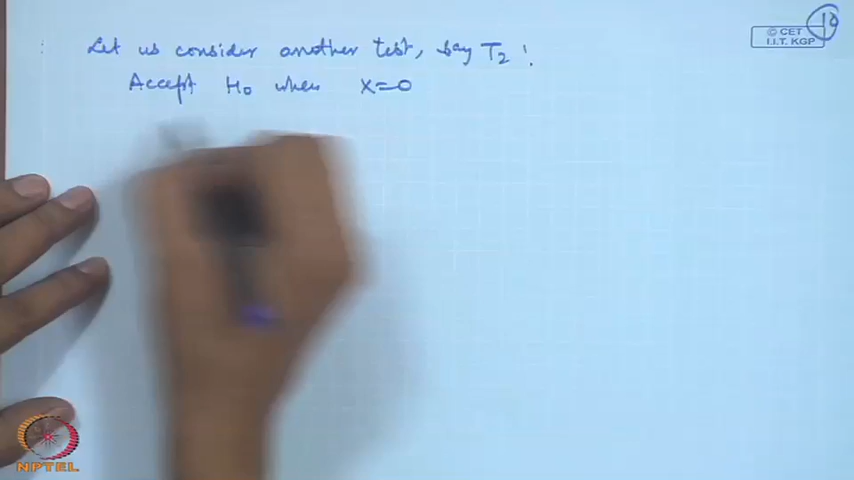 Let us consider another test, say T2:
Accept H0 when X=0
© CET
I.I.T. KGP
NPTEL